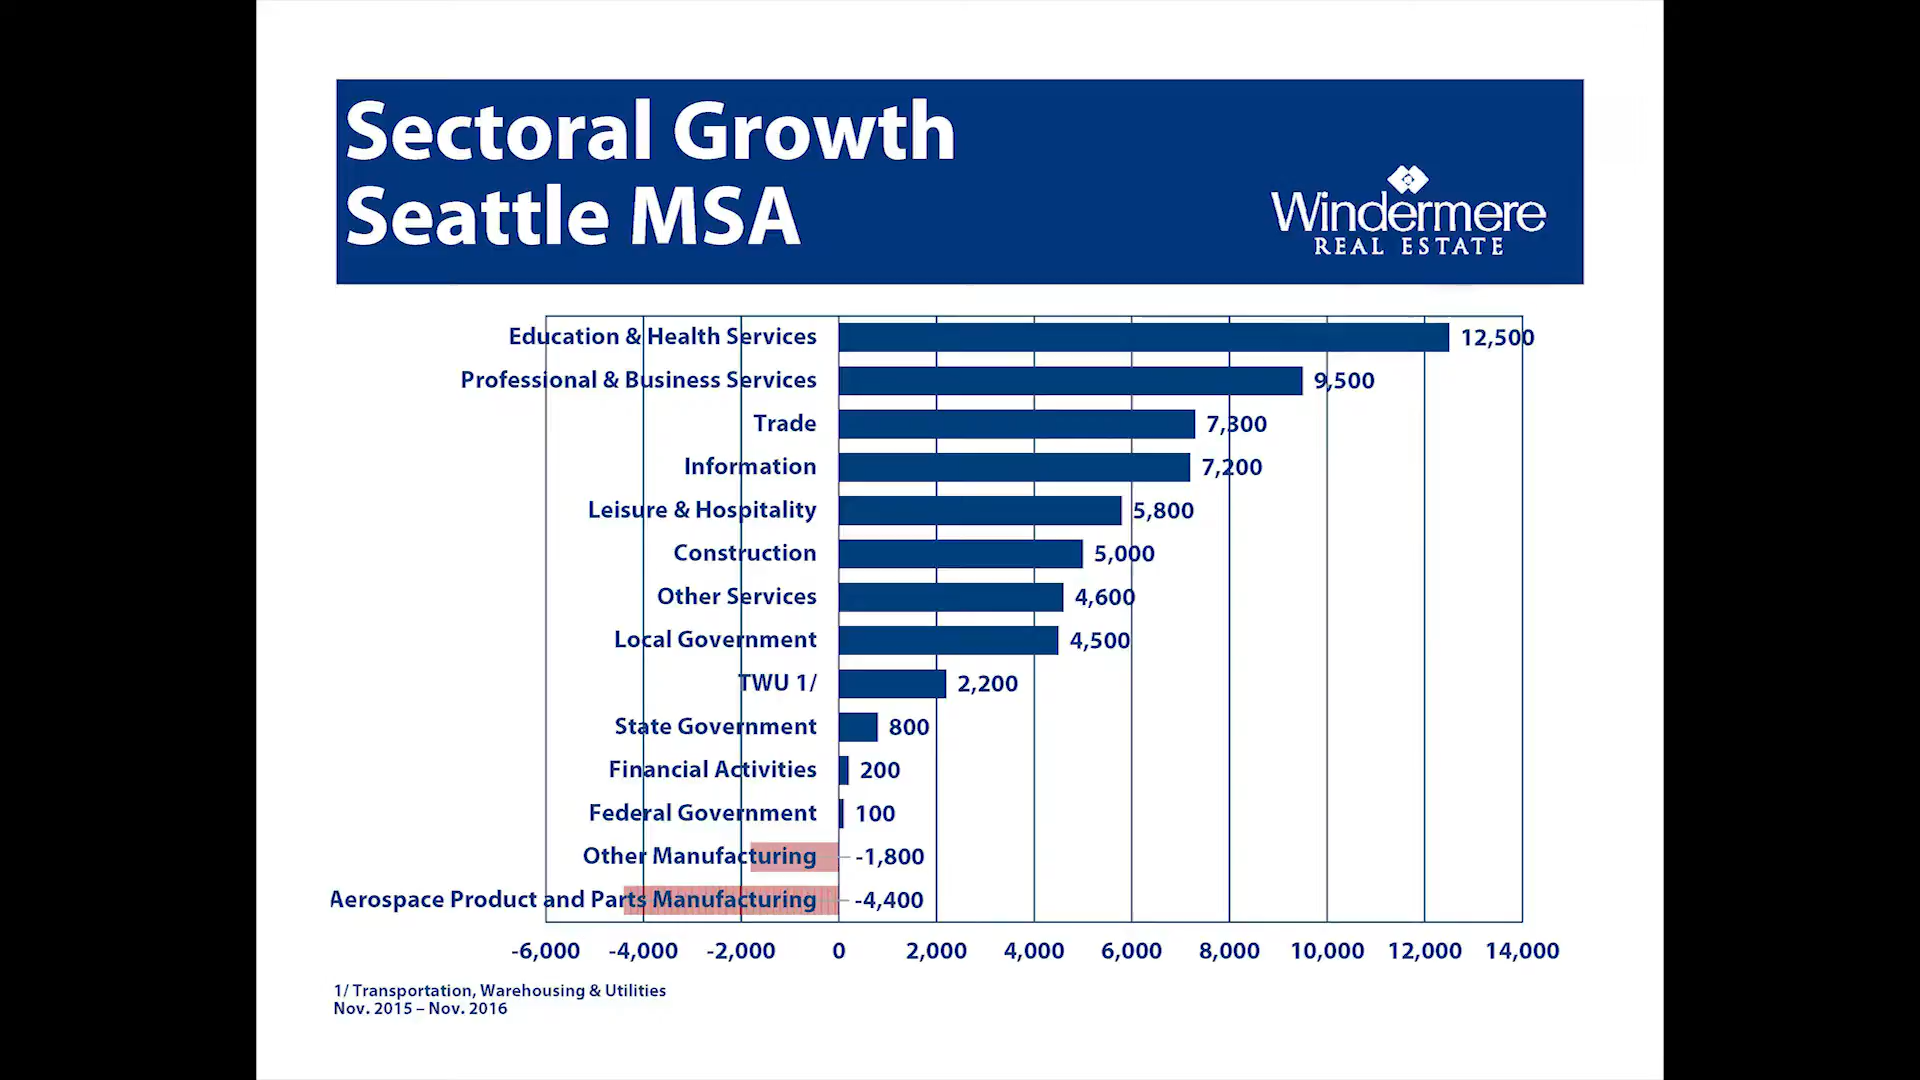 Sectoral Growth
Seattle MSA
Windermere
REAL ESTATE
Education & Health Services 12,500
Professional & Business Services 9,500
Trade 7,300
Information 7,200
Leisure & Hospitality 5,800
Construction 5,000
Other Services 4,600
Local Government 4,500
TWU 1/ 2,200
State Government 800
Financial Activities 200
Federal Government 100
Other Manufacturing -1,800
Aerospace Product and Parts Manufacturing -4,400
-6,000 -4,000 -2,000 0 2,000 4,000 6,000 8,000 10,000 12,000 14,000
1/ Transportation, Warehousing & Utilities
Nov. 2015 – Nov. 2016